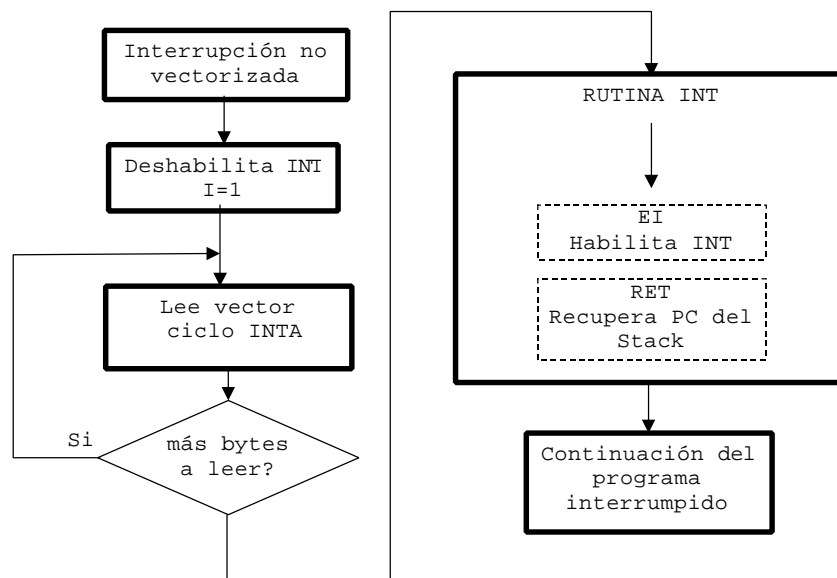 Interrupción no
vectorizada
Deshabilita INT
I=1
Lee vector
ciclo INTA
Si
más bytes
a leer?
RUTINA INT
EI
Habilita INT
RET
Recupera PC del
Stack
Continuación del
programa
interrumpido